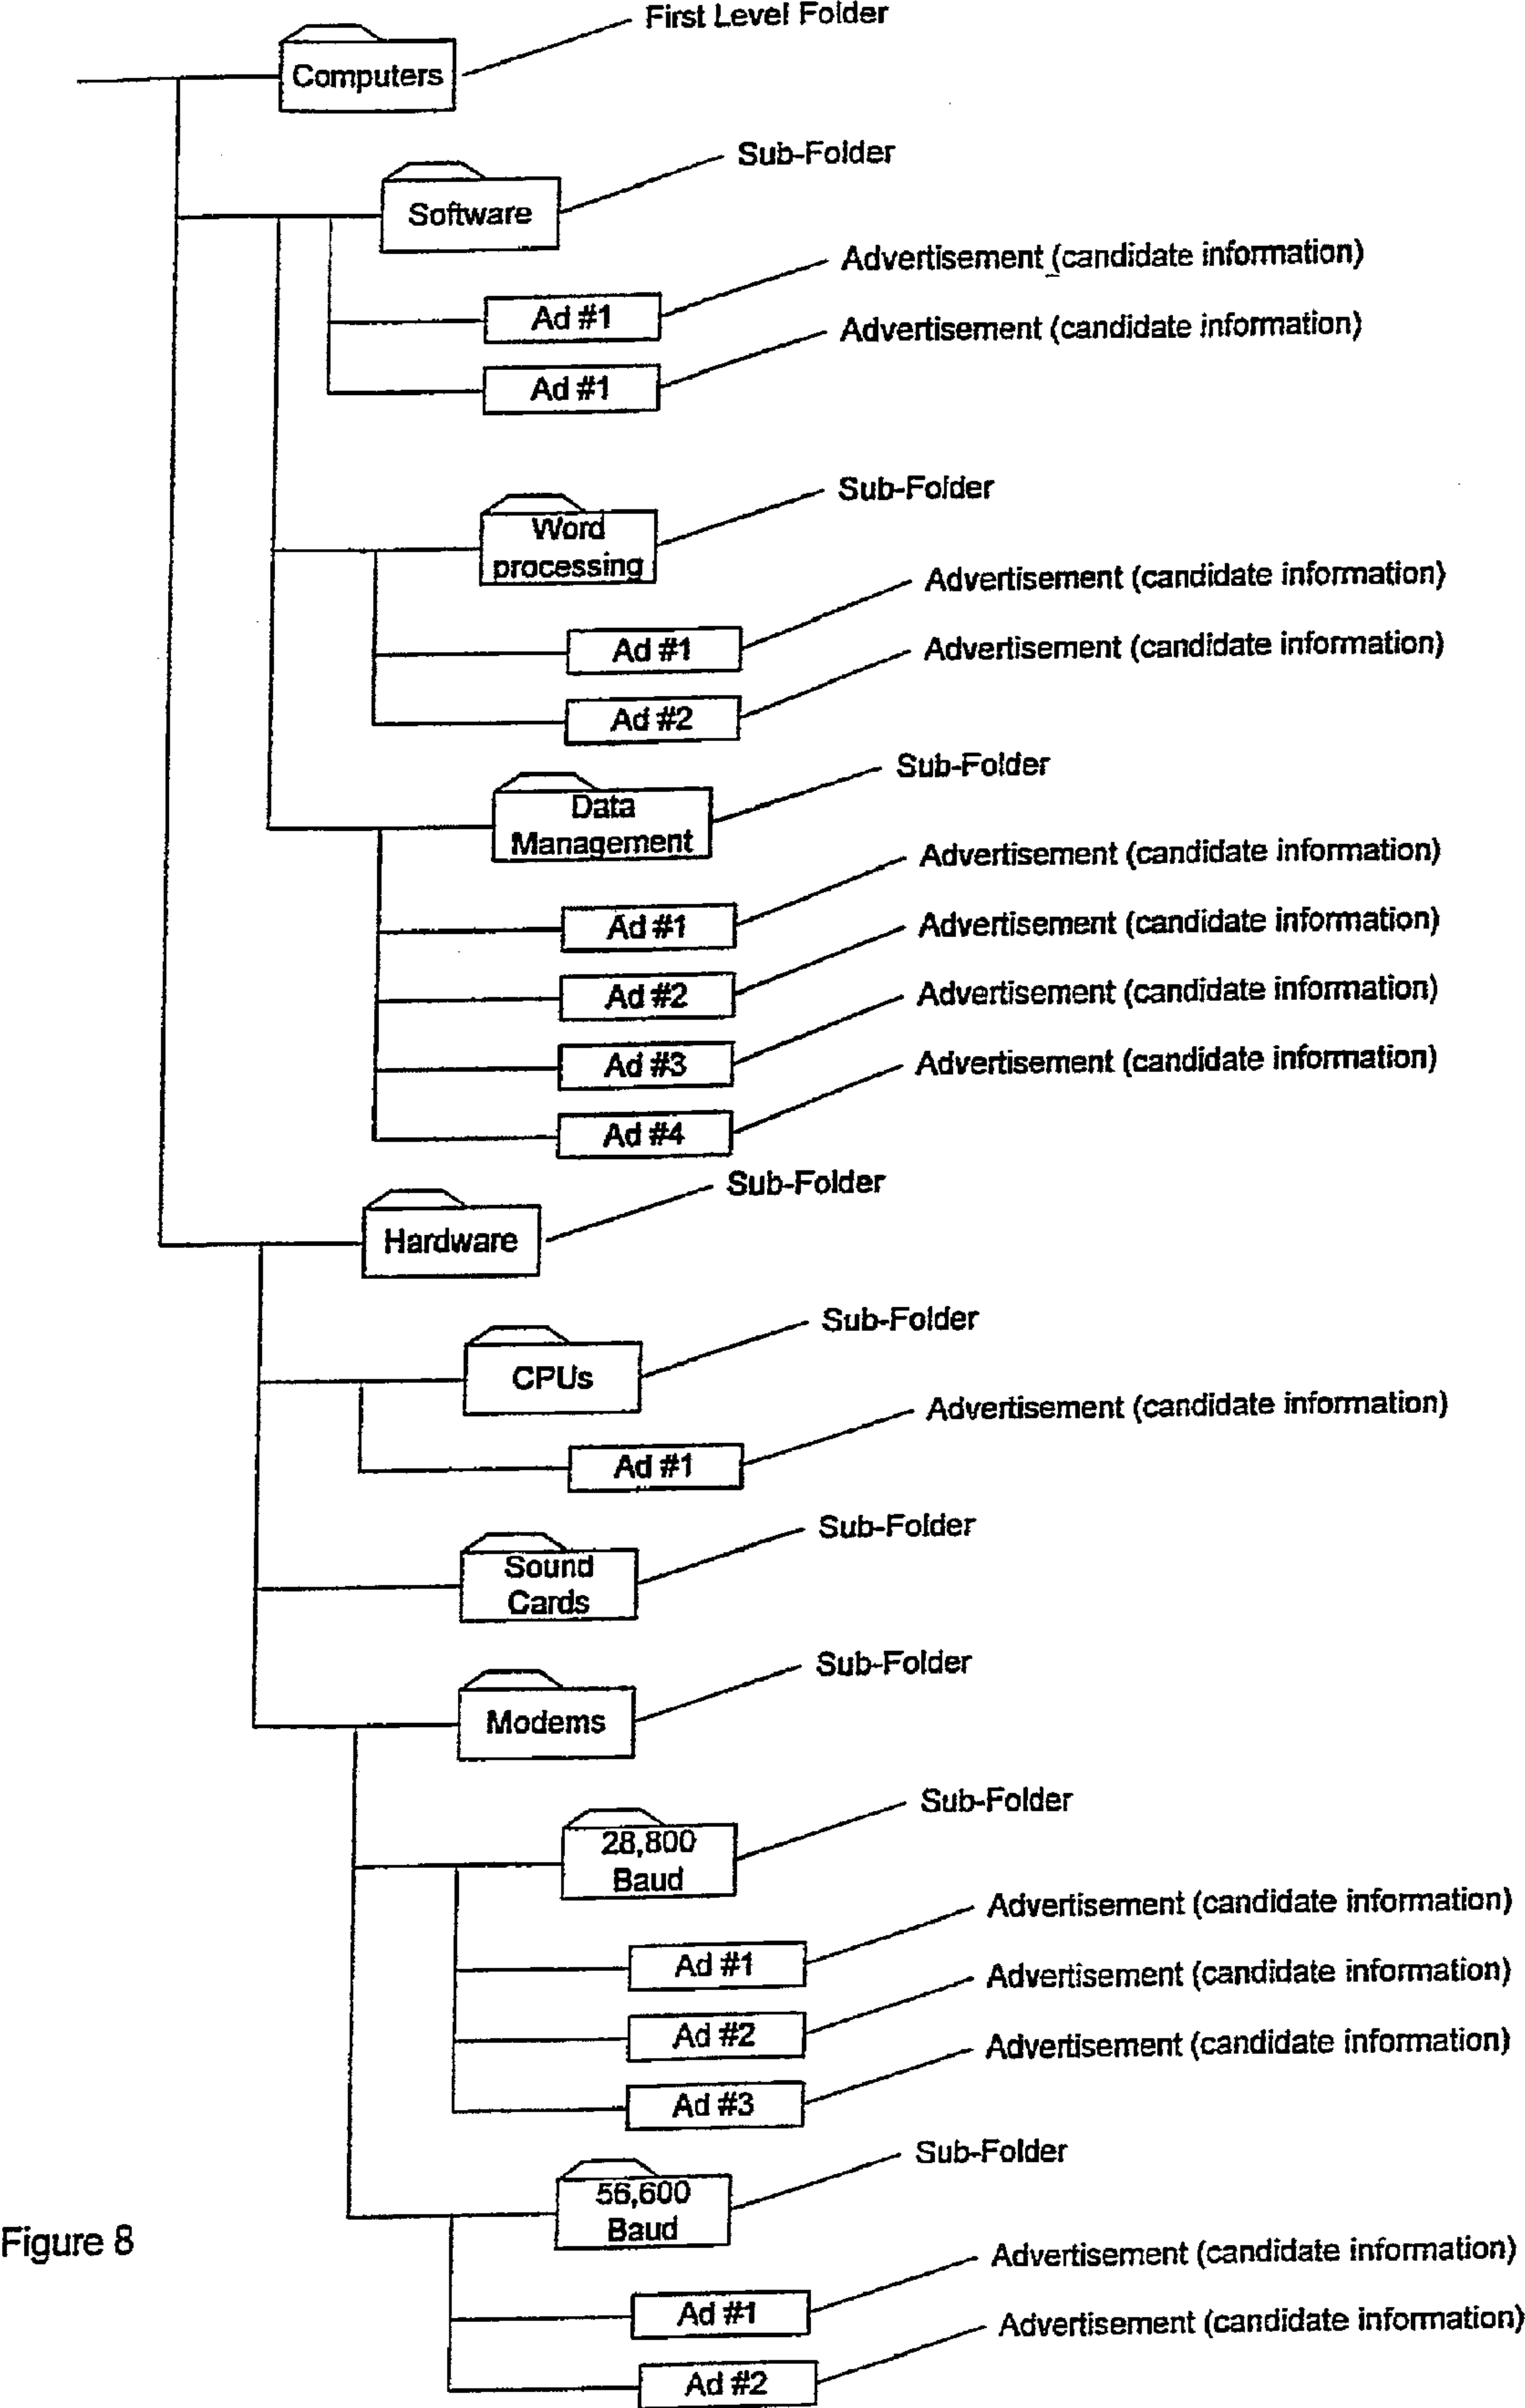 First Level Folder
Computers
Sub-Folder
Software
Advertisement (candidate information)
Ad #1
Advertisement (candidate information)
Ad #1
Sub-Folder
Word
processing
Advertisement (candidate information)
Ad #1
Advertisement (candidate information)
Ad #2
Sub-Folder
Data
Management
Advertisement (candidate information)
Ad #1
Advertisement (candidate information)
Ad #2
Advertisement (candidate information)
Ad #3
Advertisement (candidate information)
Ad #4
Sub-Folder
Hardware
Sub-Folder
CPUs
Advertisement (candidate information)
Ad #1
Sub-Folder
Sound
Cards
Sub-Folder
Modems
Sub-Folder
28,800
Baud
Advertisement (candidate information)
Ad #1
Advertisement (candidate information)
Ad #2
Advertisement (candidate information)
Ad #3
Sub-Folder
56,600
Baud
Figure 8
Advertisement (candidate information)
Ad #1
Advertisement (candidate information)
Ad #2